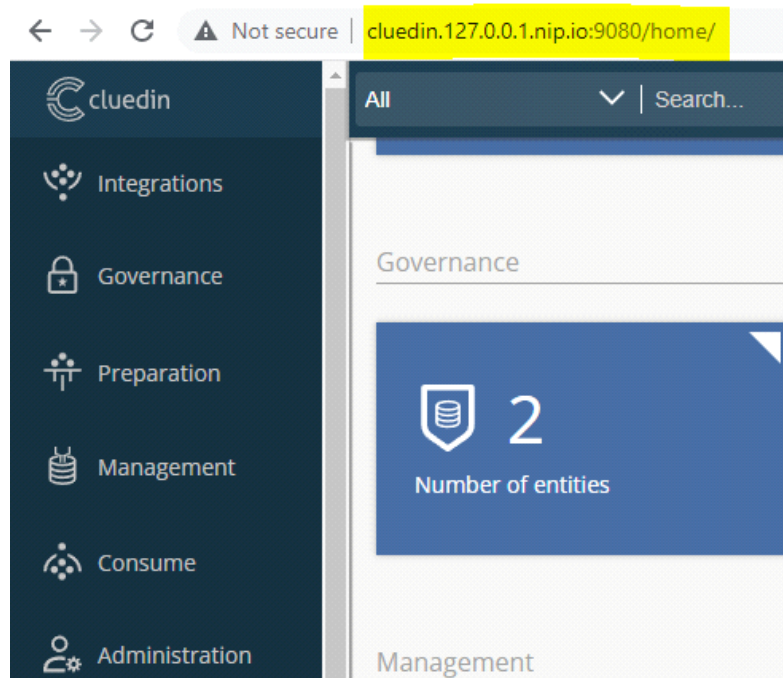 Not secure | cluedin.127.0.0.1.nip.io:9080/home/
cluedin
All
Search...
Integrations
Governance
Preparation
Management
Consume
Administration
Governance
2
Number of entities
Management